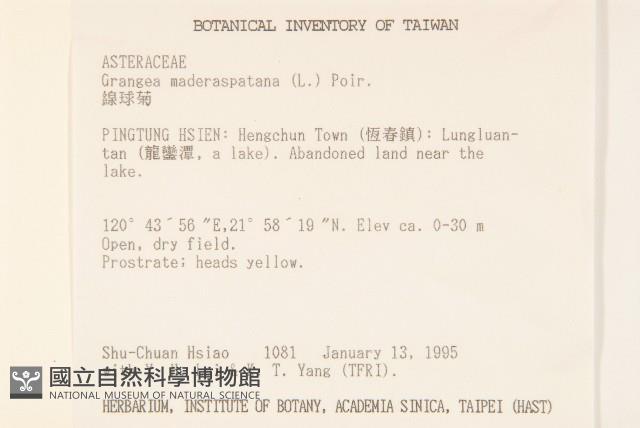 BOTANICAL INVENTORY OF TAIWAN
ASTERACEAE
Grangea maderaspatana (L.) Poir.
線球菊
PINGTUNG HSIEN: Hengchun Town (恆春鎮): Lungluan-
tan (龍鑾潭, a lake). Abandoned land near the
lake.
120° 43´56 ″E,21° 58´19 ″N. Elev ca. 0-30 m
Open, dry field.
Prostrate; heads yellow.
Shu-Chuan Hsiao 1081 January 13, 1995
T. Yang (TFRI).
國立自然科學博物館
NATIONAL MUSEUM OF NATURAL SCIENCE
HERBARIUM, INSTITUTE OF BOTANY, ACADEMIA SINICA, TAIPEI (HAST)